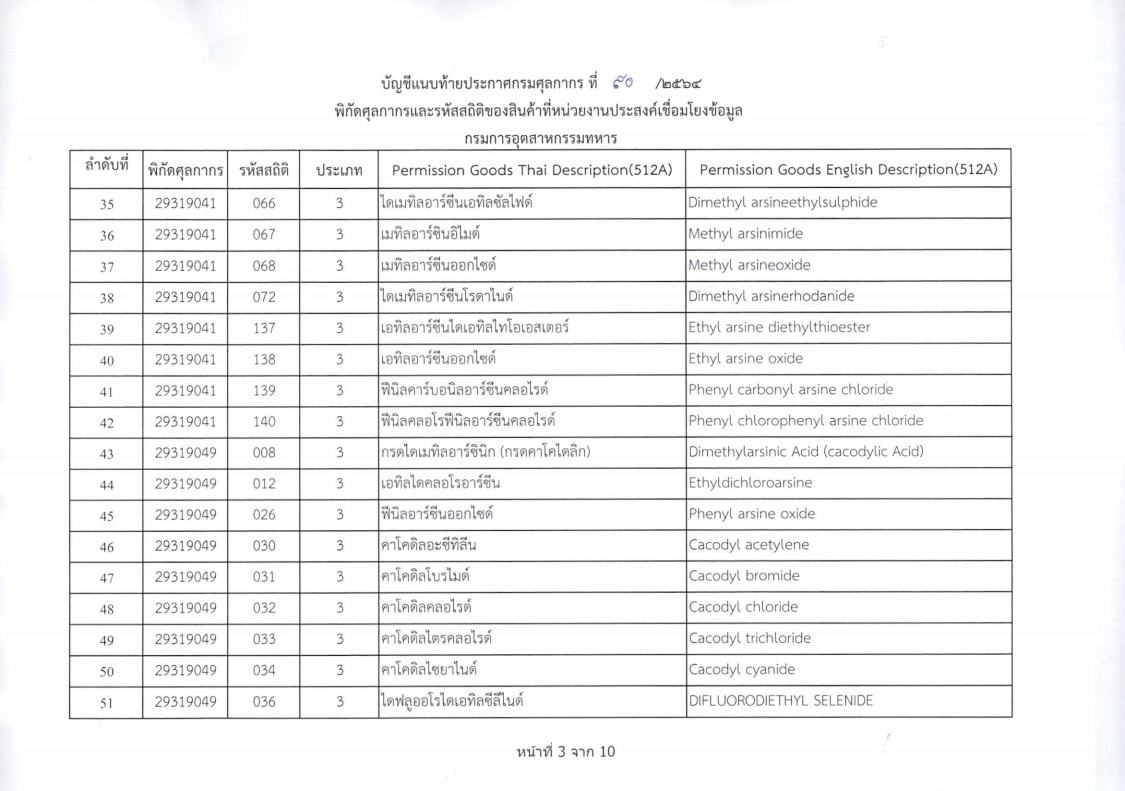 บัญชีแนบท้ายประกาศกรมศุลกากร ที่ ๙๐ /๒๕๖๔
พิกัดศุลกากรและรหัสสถิติของสินค้าที่หน่วยงานประสงค์เชื่อมโยงข้อมูล
กรมการอุตสาหกรรมทหาร
ลำดับที่ พิกัดศุลกากร รหัสสถิติ ประเภท Permission Goods Thai Description(512A) Permission Goods English Description(512A)
35 29319041 066 3 ไดเมทิลอาร์ซีนเอทิลซัลไฟด์ Dimethyl arsineethylsulphide
36 29319041 067 3 เมทิลอาร์ซินอิไมด์ Methyl arsinimide
37 29319041 068 3 เมทิลอาร์ซีนออกไซด์ Methyl arsineoxide
38 29319041 072 3 ไดเมทิลอาร์ซีนโรดาไนด์ Dimethyl arsinerhodanide
39 29319041 137 3 เอทิลอาร์ซีนไดเอทิลไทโอเอสเตอร์ Ethyl arsine diethylthioester
40 29319041 138 3 เอทิลอาร์ซีนออกไซด์ Ethyl arsine oxide
41 29319041 139 3 ฟีนิลคาร์บอนิลอาร์ซีนคลอไรด์ Phenyl carbonyl arsine chloride
42 29319041 140 3 ฟีนิลคลอโรฟีนิลอาร์ซีนคลอไรด์ Phenyl chlorophenyl arsine chloride
43 29319049 008 3 กรดไดเมทิลอาร์ซินิก (กรดคาโคไดลิก) Dimethylarsinic Acid (cacodylic Acid)
44 29319049 012 3 เอทิลไดคลอโรอาร์ซีน Ethyldichloroarsine
45 29319049 026 3 ฟีนิลอาร์ซีนออกไซด์ Phenyl arsine oxide
46 29319049 030 3 คาโคดิลอะซีทิลีน Cacodyl acetylene
47 29319049 031 3 คาโคดิลโบรไมด์ Cacodyl bromide
48 29319049 032 3 คาโคดิลคลอไรด์ Cacodyl chloride
49 29319049 033 3 คาโคดิลไตรคลอไรด์ Cacodyl trichloride
50 29319049 034 3 คาโคดิลไซยาไนด์ Cacodyl cyanide
51 29319049 036 3 ไดฟลูออโรไดเอทิลซีลีไนด์ DIFLUORODIETHYL SELENIDE
หน้าที่ 3 จาก 10